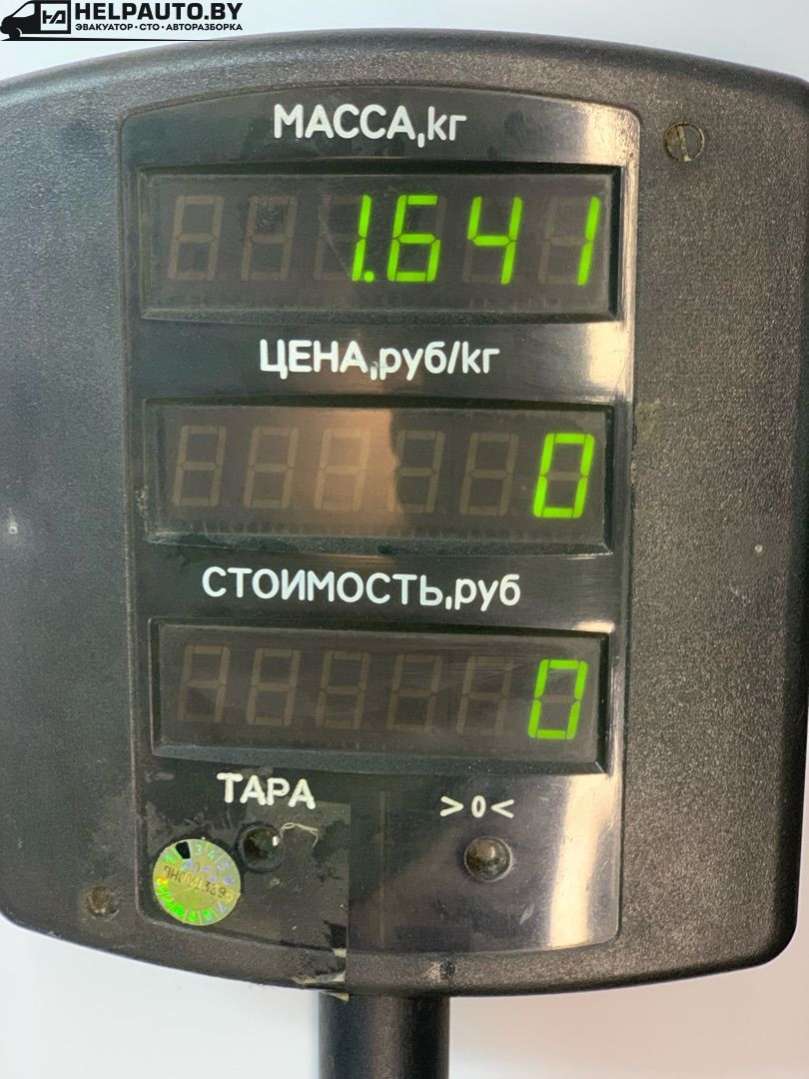 HELPAUTO.BY
ЭВАКУАТОР • СТО • АВТОРАЗБОРКА
МАССА,кг
1.641
ЦЕНА,руб/кг
0
СТОИМОСТЬ,руб
0
ТАРА >0<